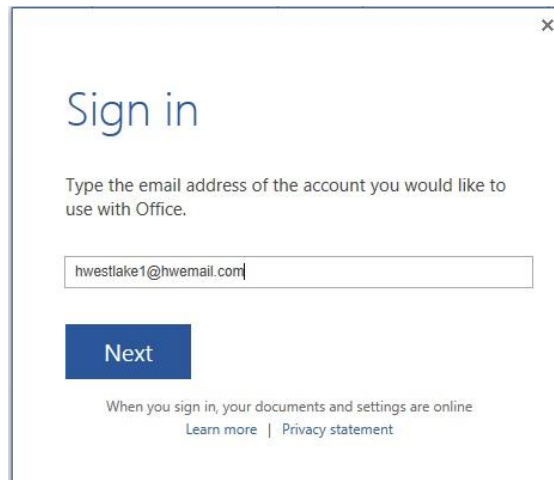 Sign in
Type the email address of the account you would like to
use with Office.
hwestlake1@hwemail.com
Next
When you sign in, your documents and settings are online
Learn more | Privacy statement